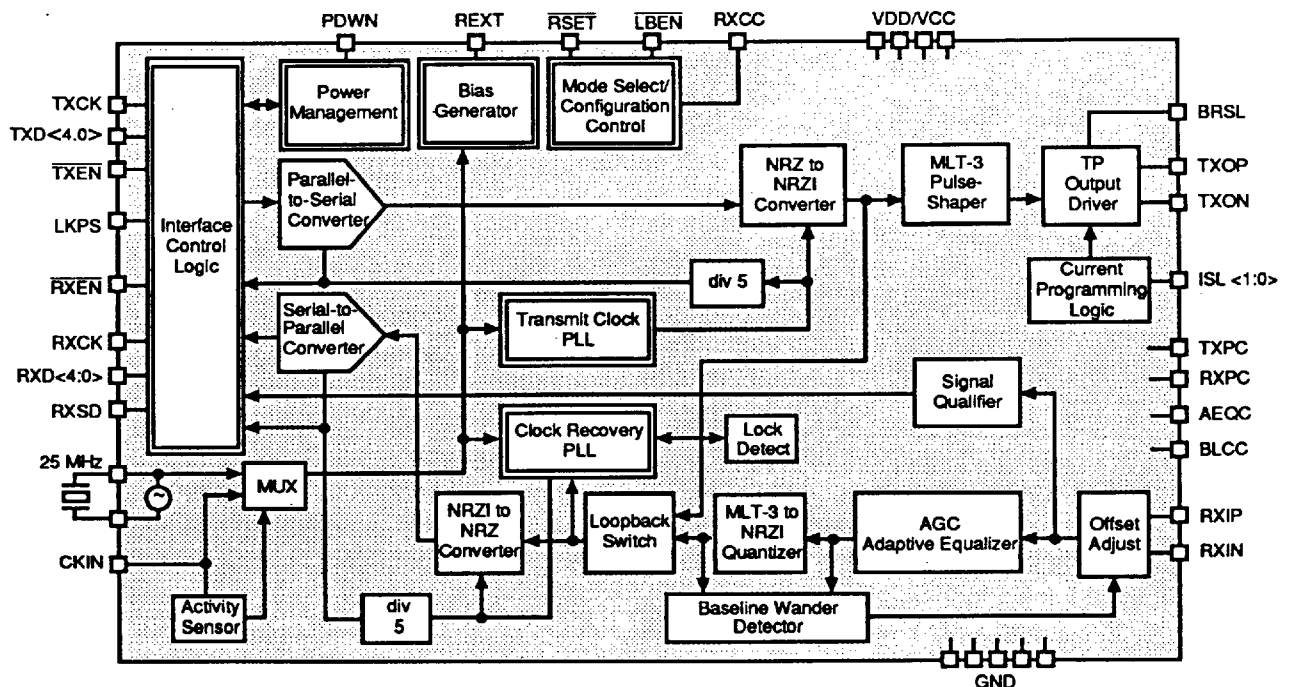 PDWN
REXT
RSET
LBEN
RXCC
VDD/VCC
TXCK
TXD<4.0>
TXEN
LKPS
RXEN
RXCK
RXD<4:0>
RXSD
25 MHz
CKIN
Interface
Control
Logic
Power
Management
Bias
Generator
Mode Select/
Configuration
Control
Parallel-
to-Serial
Converter
NRZ to
NRZI
Converter
MLT-3
Pulse-
Shaper
TP
Output
Driver
BRSL
TXOP
TXON
div 5
Current
Programming
Logic
ISL <1:0>
Serial-to-
Parallel
Converter
Transmit Clock
PLL
TXPC
RXPC
AEQC
BLCC
Signal
Qualifier
Clock Recovery
PLL
Lock
Detect
MUX
NRZI to
NRZ
Converter
Loopback
Switch
MLT-3 to
NRZI
Quantizer
AGC
Adaptive Equalizer
Offset
Adjust
RXIP
RXIN
Activity
Sensor
div
5
Baseline Wander
Detector
GND